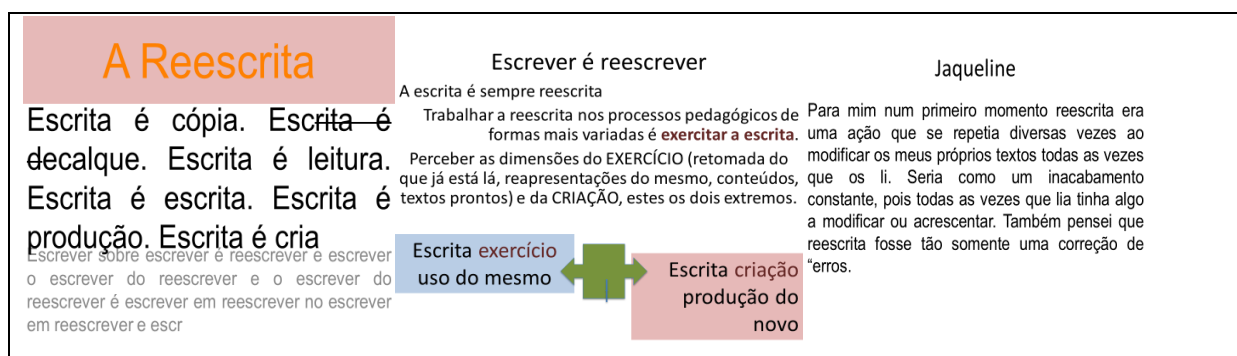 A Reescrita
Escrita é cópia. Escrita é
decalque. Escrita é leitura.
Escrita é escrita. Escrita é
produção. Escrita é cria
Escrever sobre escrever é reescrever e escrever
o escrever do reescrever e o escrever do
reescrever é escrever em reescrever no escrever
em reescrever e escr
Escrever é reescrever
A escrita é sempre reescrita
Trabalhar a reescrita nos processos pedagógicos de
formas mais variadas é exercitar a escrita.
Perceber as dimensões do EXERCÍCIO (retomada do
que já está lá, reapresentações do mesmo, conteúdos,
textos prontos) e da CRIAÇÃO, estes os dois extremos.
Escrita exercício
uso do mesmo
Escrita criação
produção do
novo
Jaqueline
Para mim num primeiro momento reescrita era
uma ação que se repetia diversas vezes ao
modificar os meus próprios textos todas as vezes
que os li. Seria como um inacabamento
constante, pois todas as vezes que lia tinha algo
a modificar ou acrescentar. Também pensei que
reescrita fosse tão somente uma correção de
“erros.